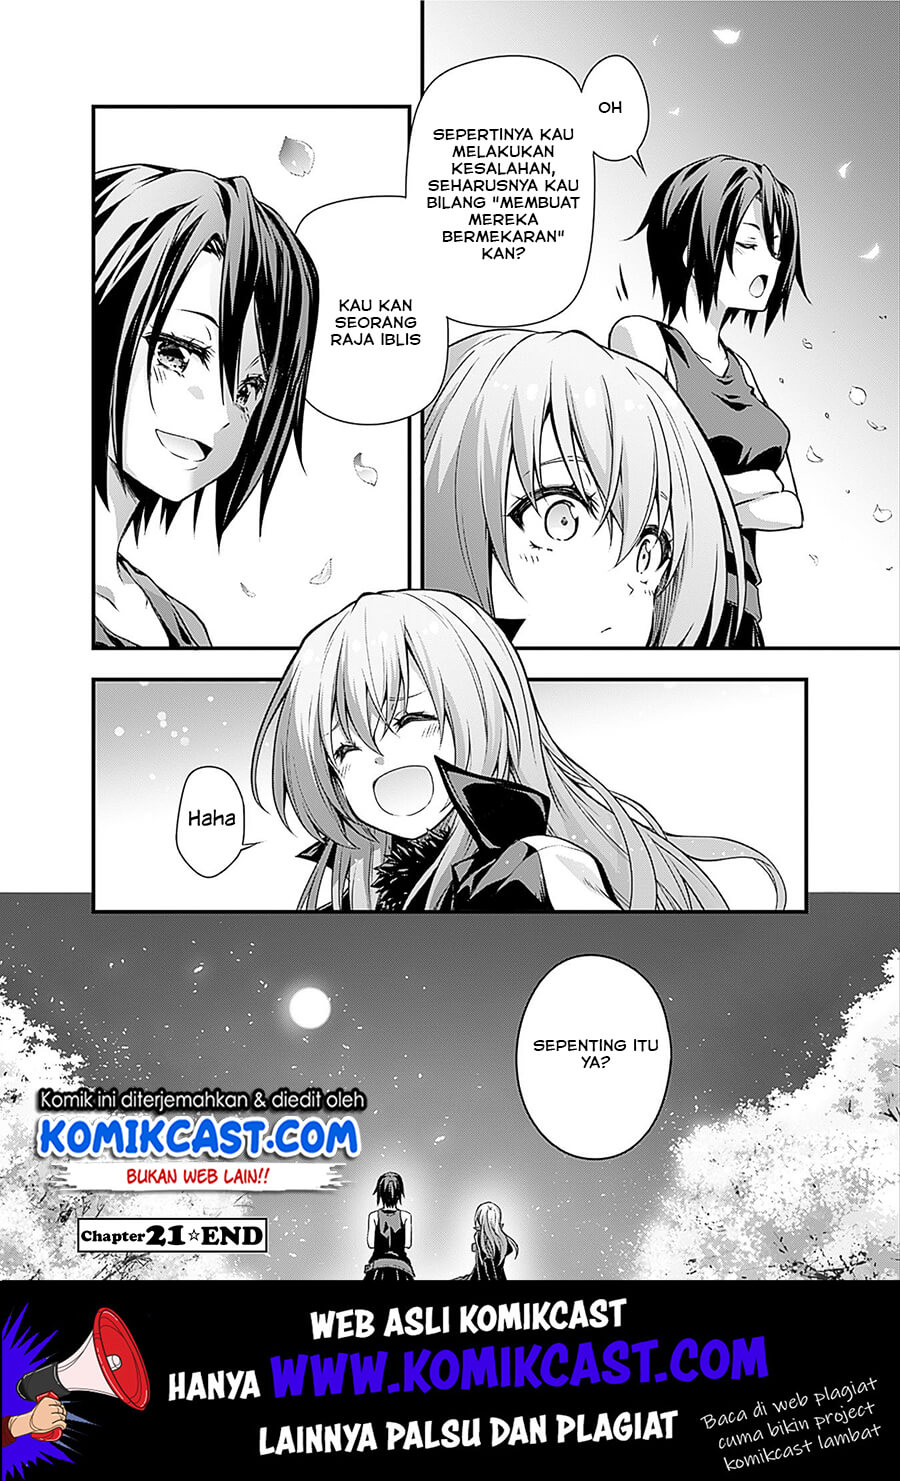 OH
SEPERTINYA KAU
MELAKUKAN
KESALAHAN,
SEHARUSNYA KAU
BILANG "MEMBUAT
MEREKA
BERMEKARAN"
KAN?
KAU KAN
SEORANG
RAJA IBLIS
Haha
SEPENTING ITU
YA?
Komik ini diterjemahkan & diedit oleh
KOMIKCAST.COM
BUKAN WEB LAIN!!
Chapter 21☆END
WEB ASLI KOMIKCAST
HANYA WWW.KOMIKCAST.COM
LAINNYA PALSU DAN PLAGIAT
Baca di web plagiat
cuma bikin project
komikcast lambat